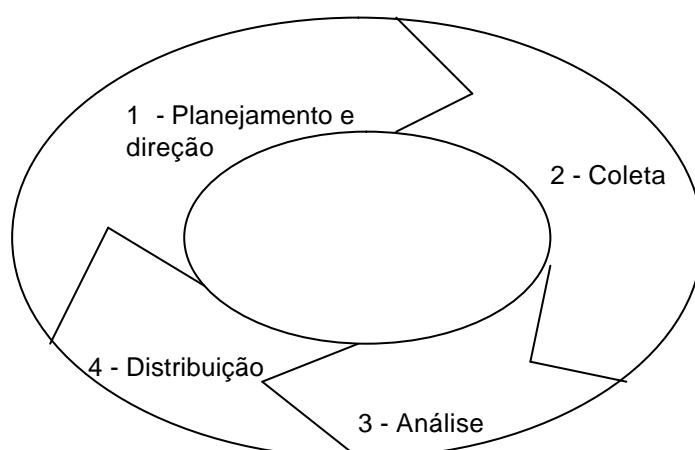 1 - Planejamento e
direção
2 - Coleta
3 - Análise
4 - Distribuição